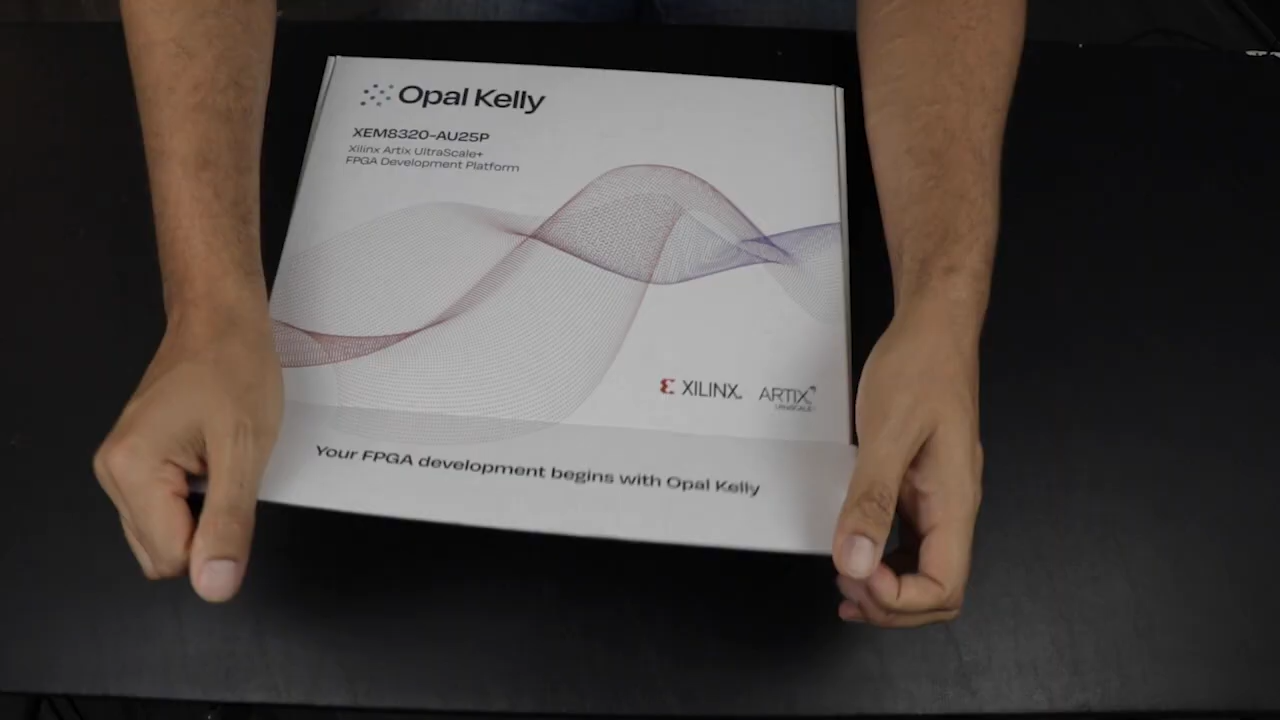 Opal Kelly
XEM8320-AU25P
Xilinx Artix UltraScale+
FPGA Development Platform
XILINX. ARTIX
UltraSCALE+
Your FPGA development begins with Opal Kelly